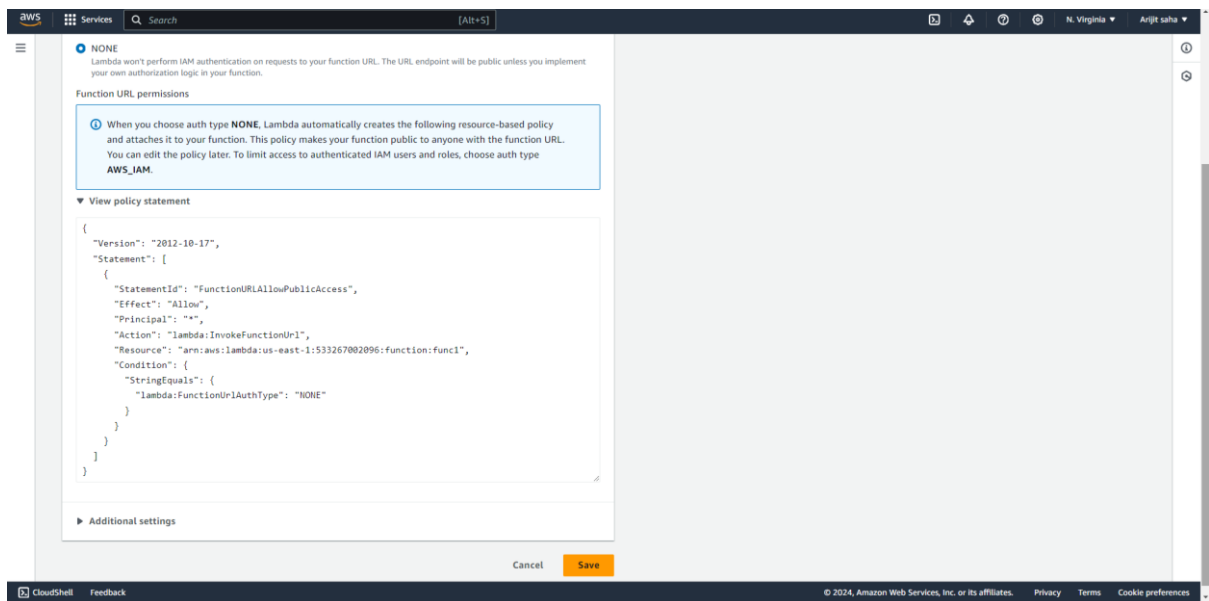 aws Services Search [Alt+S] N. Virginia Arijit saha
NONE
Lambda won't perform IAM authentication on requests to your function URL. The URL endpoint will be public unless you implement
your own authorization logic in your function.
Function URL permissions
When you choose auth type NONE, Lambda automatically creates the following resource-based policy
and attaches it to your function. This policy makes your function public to anyone with the function URL.
You can edit the policy later. To limit access to authenticated IAM users and roles, choose auth type
AWS_IAM.
View policy statement
{
"Version": "2012-10-17",
"Statement": [
{
"StatementId": "FunctionURLAllowPublicAccess",
"Effect": "Allow",
"Principal": "*",
"Action": "lambda:InvokeFunctionUrl",
"Resource": "arn:aws:lambda:us-east-1:533267002096:function:func1",
"Condition": {
"StringEquals": {
"lambda:FunctionUrlAuthType": "NONE"
}
}
}
]
}
Additional settings
Cancel Save
CloudShell Feedback © 2024, Amazon Web Services, Inc. or its affiliates. Privacy Terms Cookie preferences